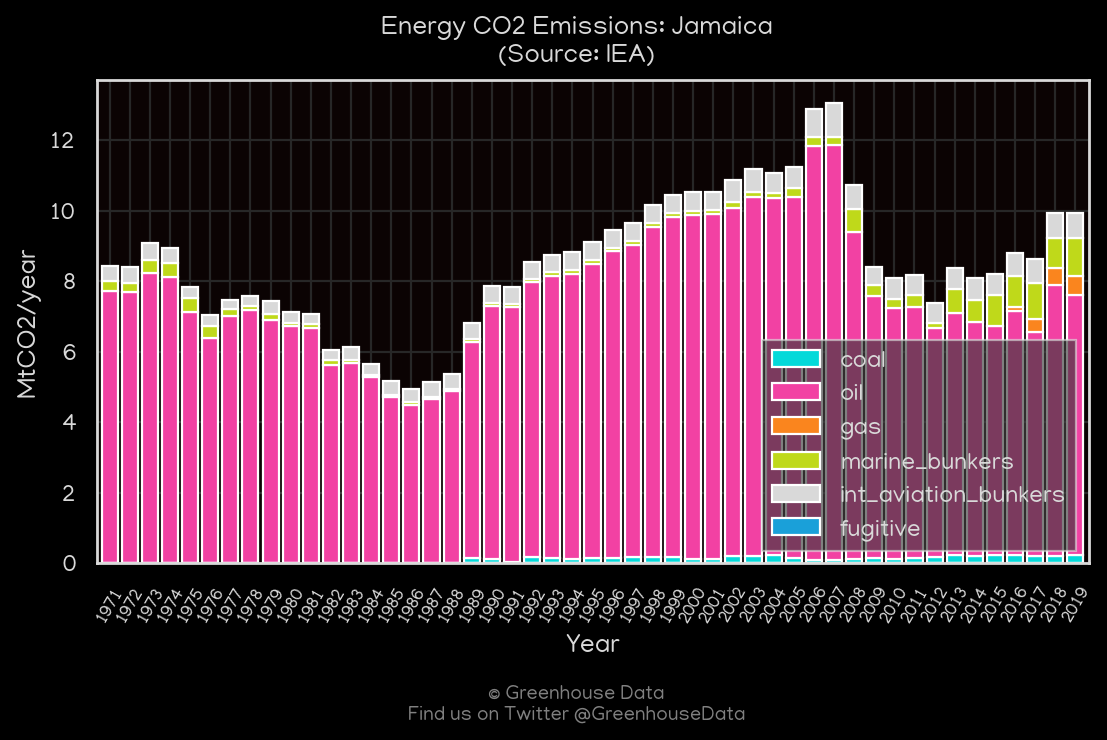 Energy CO2 Emissions: Jamaica
(Source: IEA)
MtCO2/year
12
10
8
6
4
2
0
coal
oil
gas
marine_bunkers
int_aviation_bunkers
fugitive
1971 1972 1973 1974 1975 1976 1977 1978 1979 1980 1981 1982 1983 1984 1985 1986 1987 1988 1989 1990 1991 1992 1993 1994 1995 1996 1997 1998 1999 2000 2001 2002 2003 2004 2005 2006 2007 2008 2009 2010 2011 2012 2013 2014 2015 2016 2017 2018 2019
Year
© Greenhouse Data
Find us on Twitter @GreenhouseData